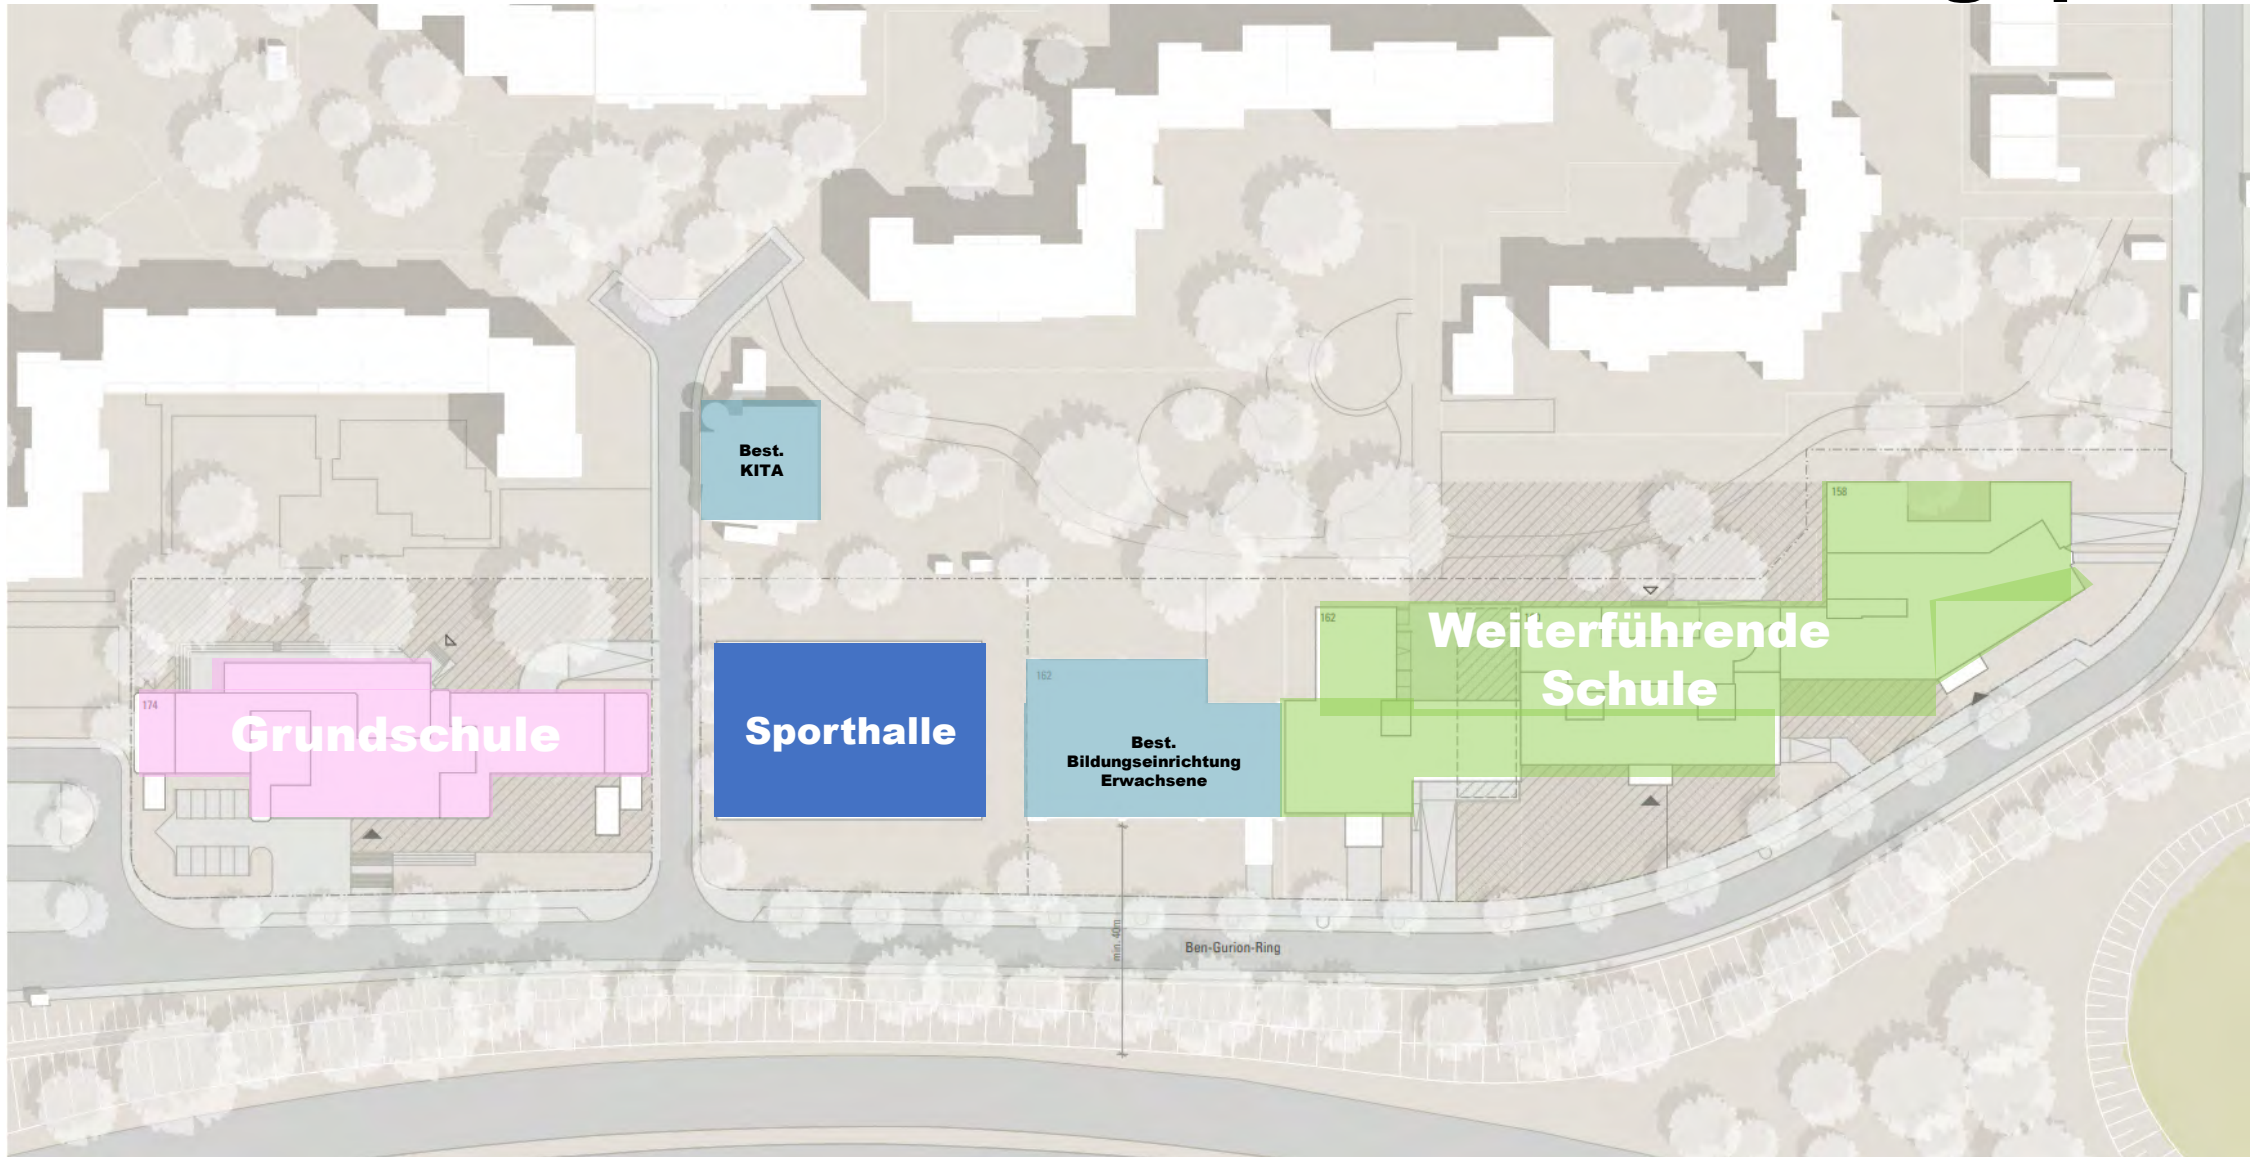 Best.
KITA
158
162
Weiterführende
Schule
162
174
Grundschule
Sporthalle
Best.
Bildungseinrichtung
Erwachsene
min. 40m
Ben-Gurion-Ring